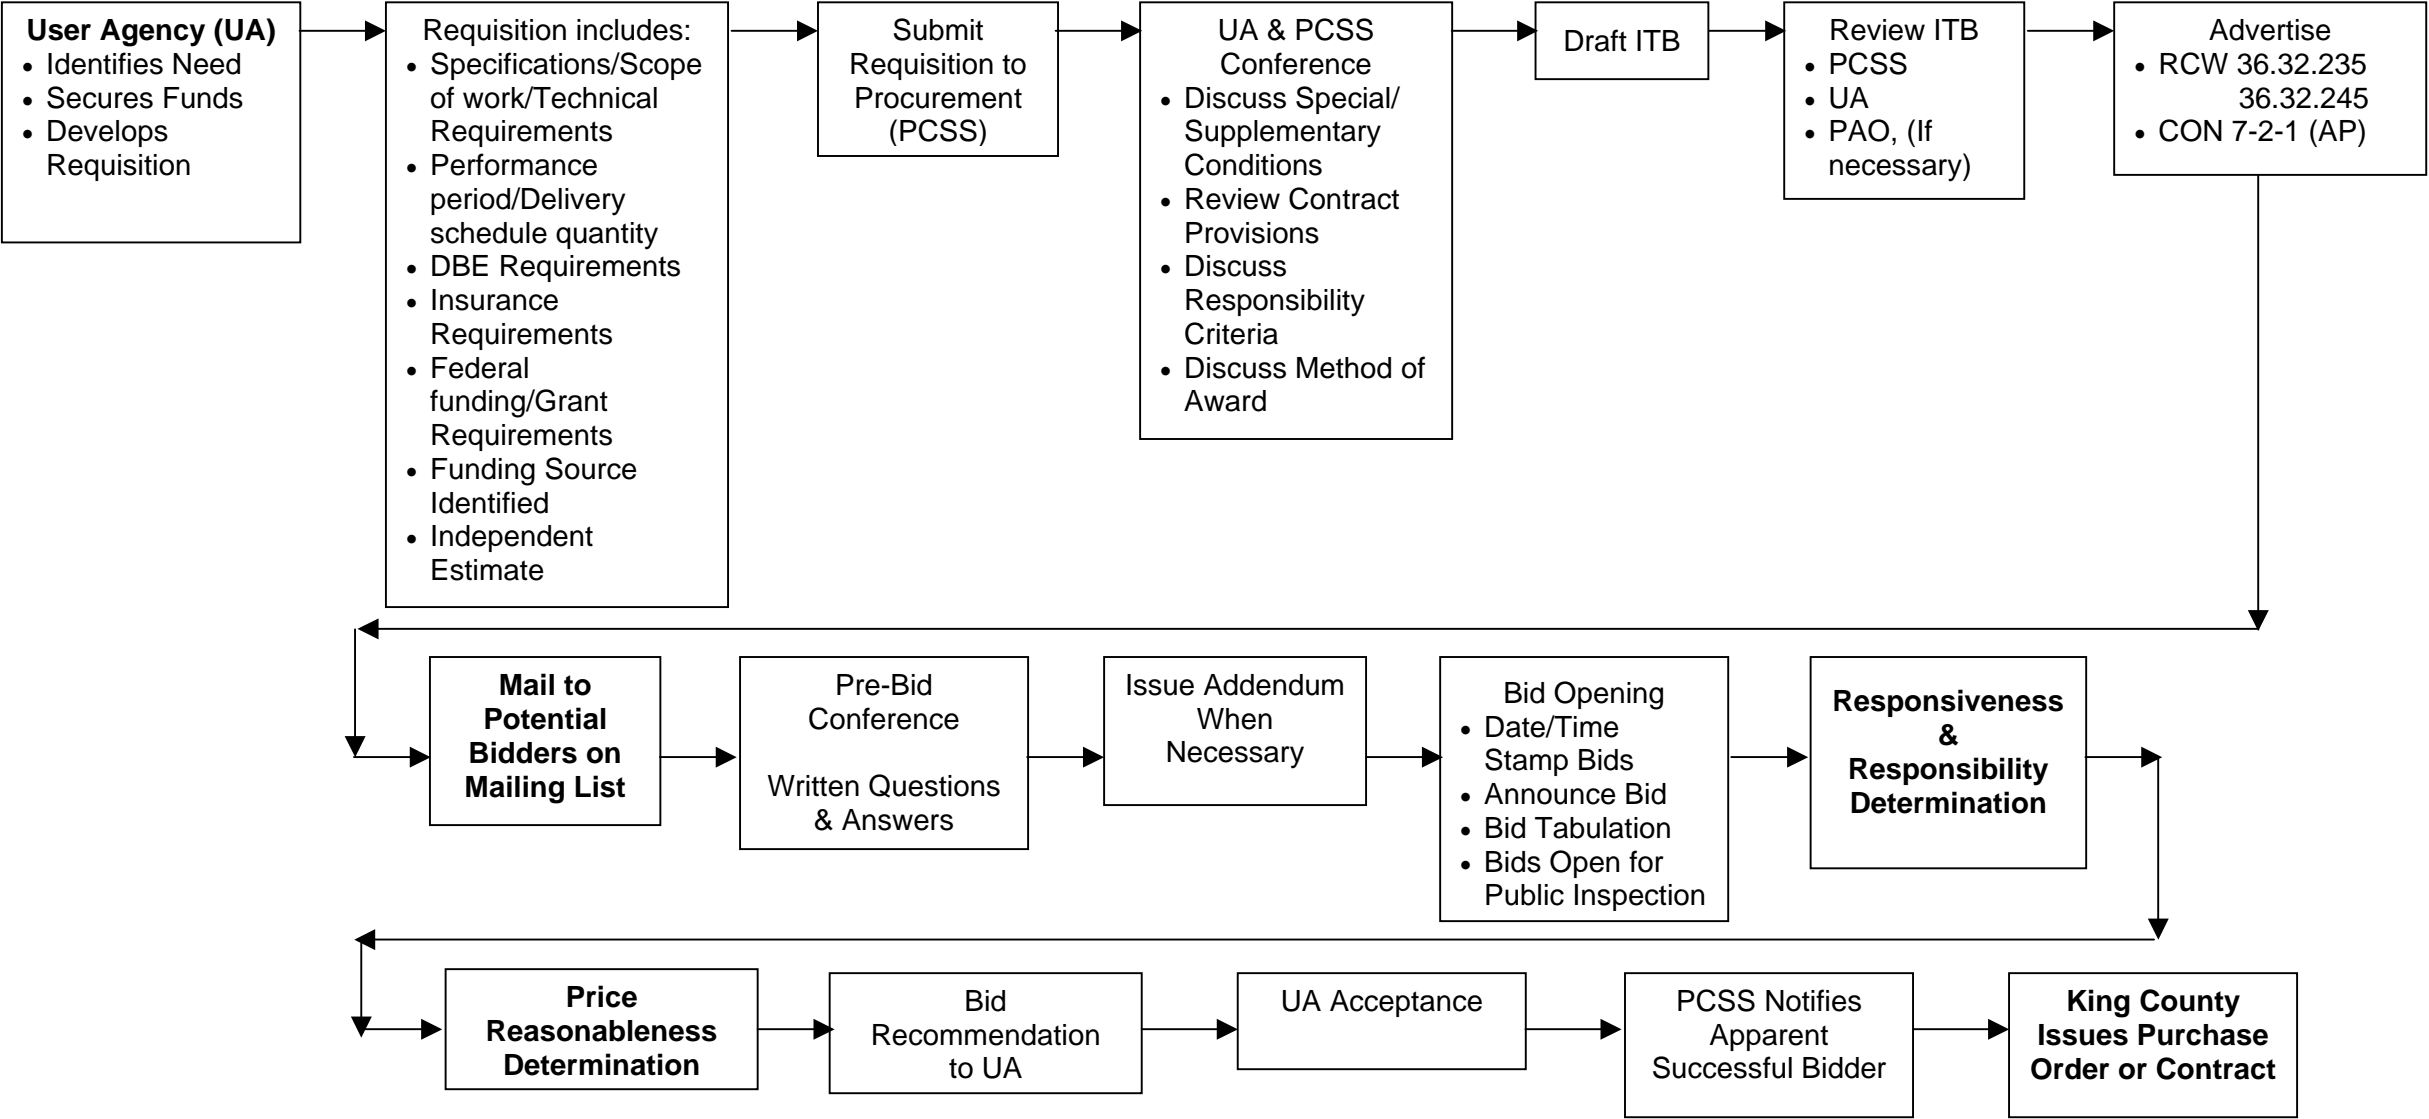 User Agency (UA)
• Identifies Need
• Secures Funds
• Develops
Requisition
Requisition includes:
• Specifications/Scope
of work/Technical
Requirements
• Performance
period/Delivery
schedule quantity
• DBE Requirements
• Insurance
Requirements
• Federal
funding/Grant
Requirements
• Funding Source
Identified
• Independent
Estimate
Submit
Requisition to
Procurement
(PCSS)
UA & PCSS
Conference
• Discuss Special/
Supplementary
Conditions
• Review Contract
Provisions
• Discuss
Responsibility
Criteria
• Discuss Method of
Award
Draft ITB
Review ITB
• PCSS
• UA
• PAO, (If
necessary)
Advertise
• RCW 36.32.235
36.32.245
• CON 7-2-1 (AP)
Mail to
Potential
Bidders on
Mailing List
Pre-Bid
Conference
Written Questions
& Answers
Issue Addendum
When
Necessary
Bid Opening
• Date/Time
Stamp Bids
• Announce Bid
• Bid Tabulation
• Bids Open for
Public Inspection
Responsiveness
&
Responsibility
Determination
Price
Reasonableness
Determination
Bid
Recommendation
to UA
UA Acceptance
PCSS Notifies
Apparent
Successful Bidder
King County
Issues Purchase
Order or Contract